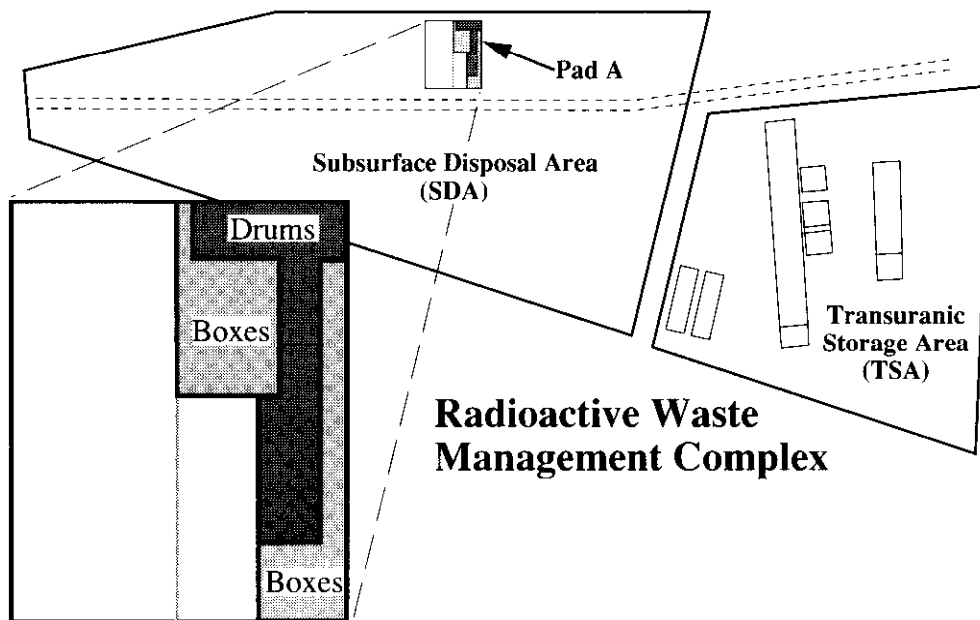 Pad A
Subsurface Disposal Area
(SDA)
Drums
Boxes
Transuranic
Storage Area
(TSA)
Radioactive Waste
Management Complex
Boxes